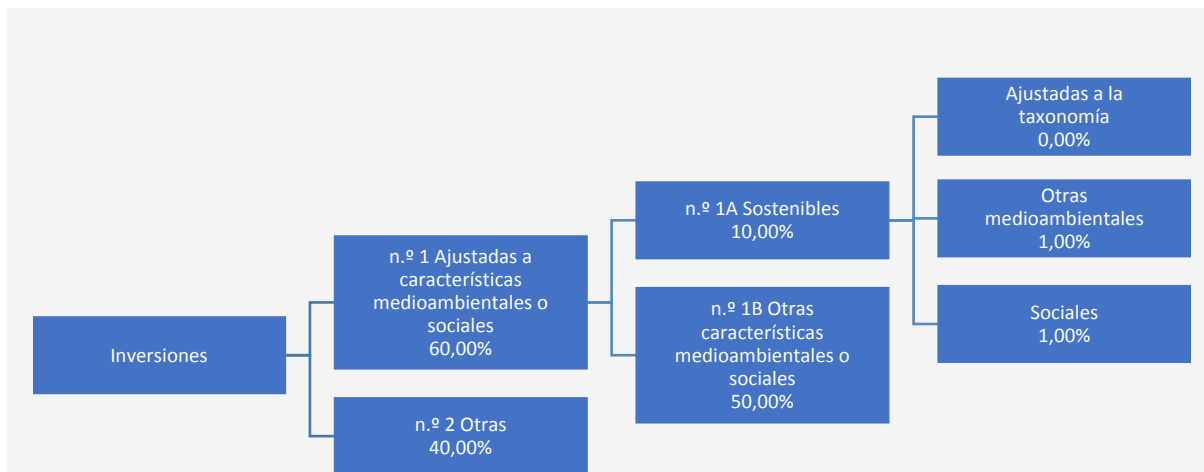 Inversiones
n.º 1 Ajustadas a
características
medioambientales o
sociales
60,00%
n.º 2 Otras
40,00%
n.º 1A Sostenibles
10,00%
n.º 1B Otras
características
medioambientales o
sociales
50,00%
Ajustadas a la
taxonomía
0,00%
Otras
medioambientales
1,00%
Sociales
1,00%